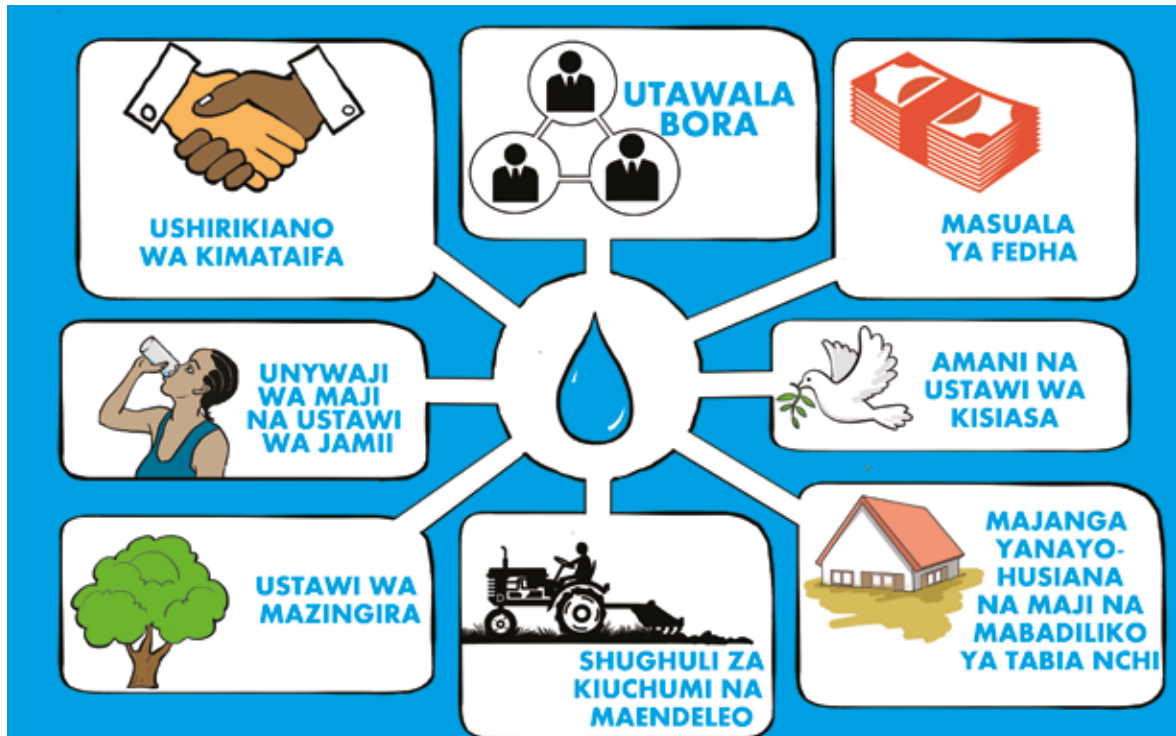 USHIRIKIANO
WA KIMATAIFA
UTAWALA
BORA
MASUALA
YA FEDHA
UNYWAJI
WA MAJI
NA USTAWI
WA JAMII
AMANI NA
USTAWI WA
KISIASA
USTAWI WA
MAZINGIRA
SHUGHULI ZA
KIUCHUMI NA
MAENDELEO
MAJANGA
YANAYO-
HUSIANA
NA MAJI NA
MABADILIKO
YA TABIA NCHI